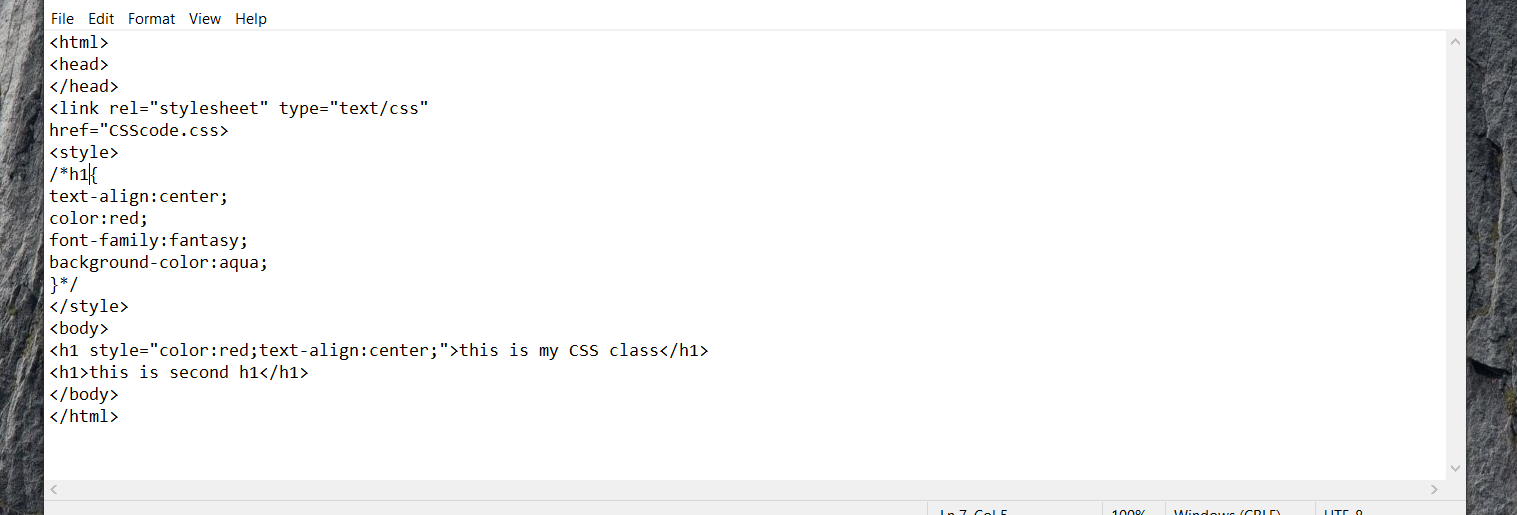 File Edit Format View Help
<html>
<head>
</head>
<link rel="stylesheet" type="text/css"
href="CSScode.css>
<style>
/*h1{
text-align:center;
color:red;
font-family:fantasy;
background-color:aqua;
}*/
</style>
<body>
<h1 style="color:red;text-align:center;">this is my CSS class</h1>
<h1>this is second h1</h1>
</body>
</html>
Ln 7, Col 5 100% Windows (CRLF) UTF-8